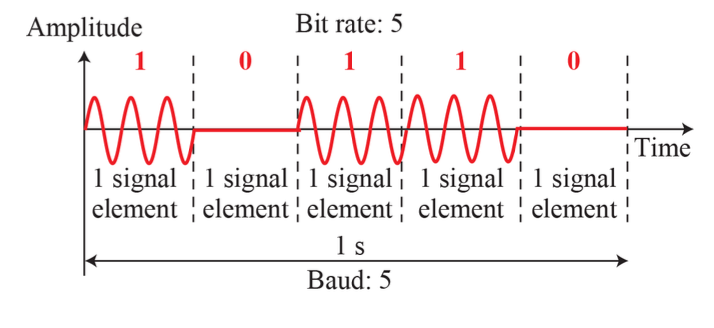 Amplitude
Bit rate: 5
1 0 1 1 0
Time
1 signal element
1 signal element
1 signal element
1 signal element
1 signal element
1 s
Baud: 5